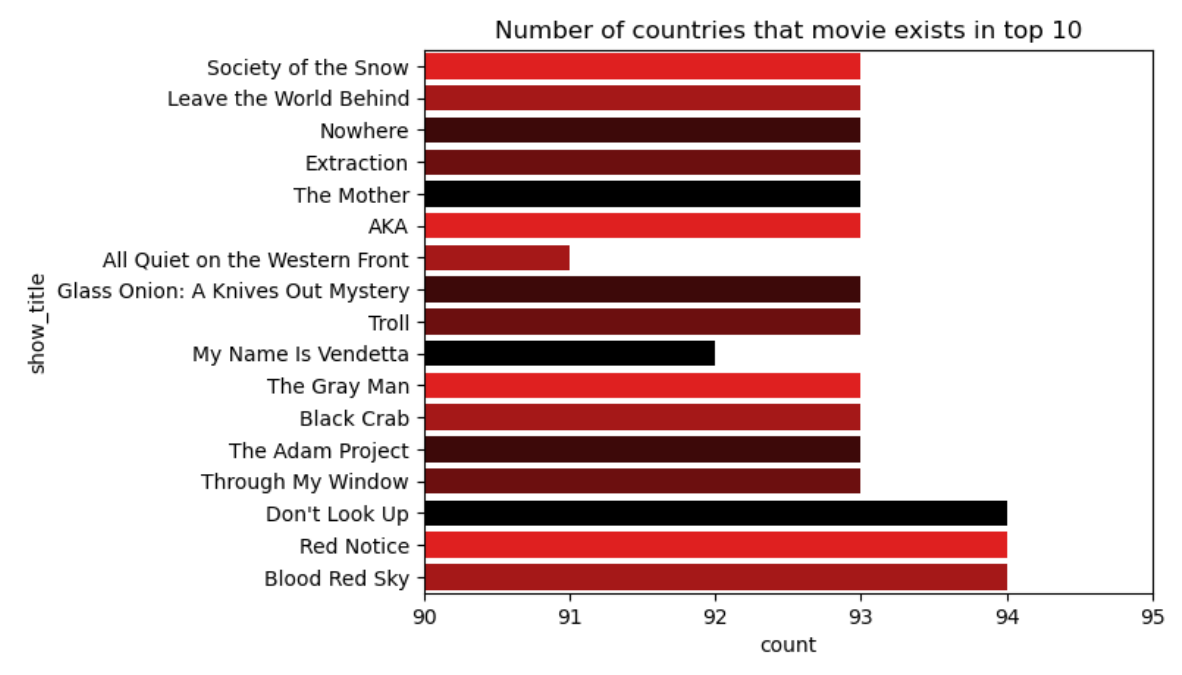 Number of countries that movie exists in top 10
Society of the Snow
Leave the World Behind
Nowhere
Extraction
The Mother
AKA
All Quiet on the Western Front
Glass Onion: A Knives Out Mystery
Troll
My Name Is Vendetta
The Gray Man
Black Crab
The Adam Project
Through My Window
Don't Look Up
Red Notice
Blood Red Sky
show_title
90 91 92 93 94 95
count